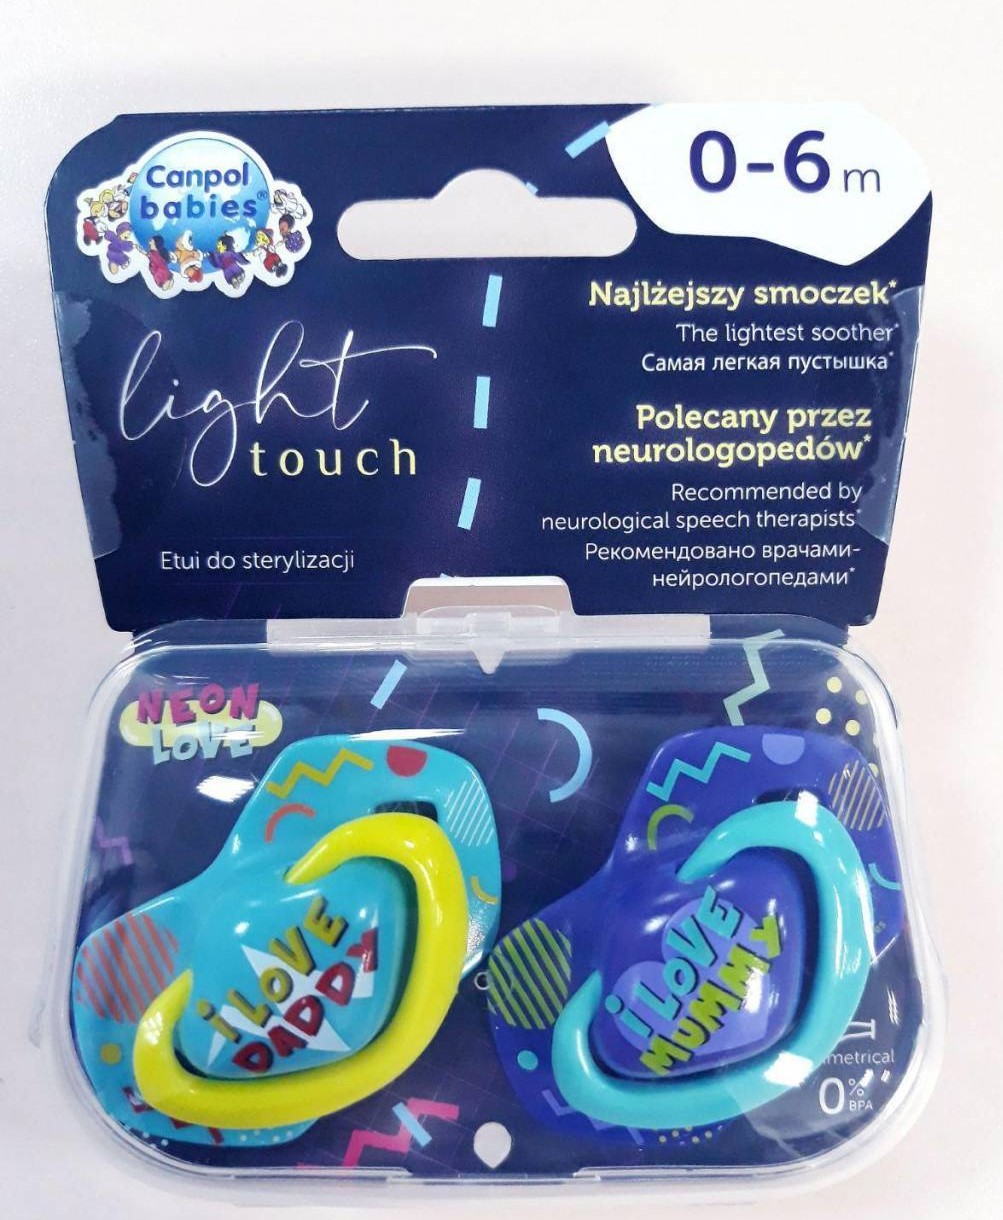 Canpol
babies®
0-6 m
light
touch
Etui do sterylizacji
Najlżejszy smoczek*
The lightest soother*
Самая легкая пустышка*
Polecany przez
neurologopedów*
Recommended by
neurological speech therapists*
Рекомендовано врачами-
нейрологопедами*
NEON
LOVE
i LOVE
DADDY
i LOVE
MUMMY
0%
BPA